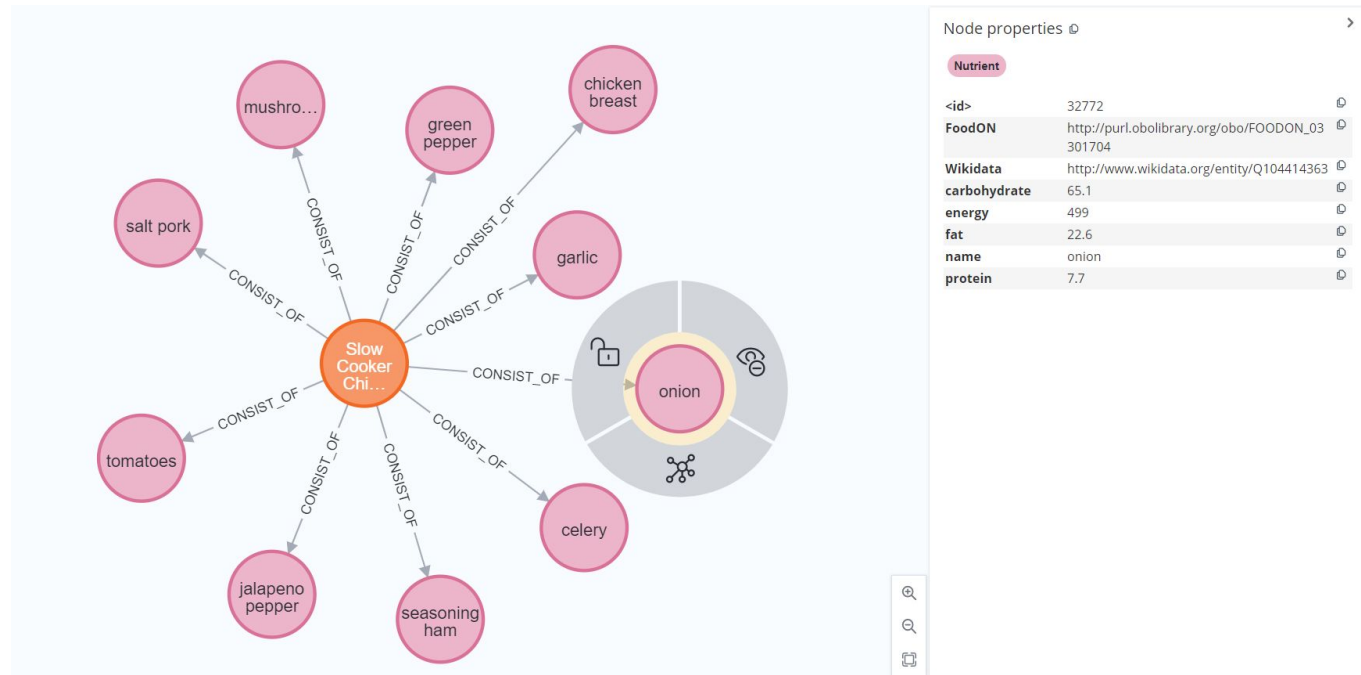 mushro...
green
pepper
chicken
breast
salt pork
garlic
CONSIST_OF
CONSIST_OF
CONSIST_OF
CONSIST_OF
CONSIST_OF
Slow
Cooker
Chi...
CONSIST_OF
onion
CONSIST_OF
CONSIST_OF
CONSIST_OF
CONSIST_OF
tomatoes
celery
jalapeno
pepper
seasoning
ham
Node properties
Nutrient
<id> 32772
FoodON http://purl.obolibrary.org/obo/FOODON_03
301704
Wikidata http://www.wikidata.org/entity/Q104414363
carbohydrate 65.1
energy 499
fat 22.6
name onion
protein 7.7